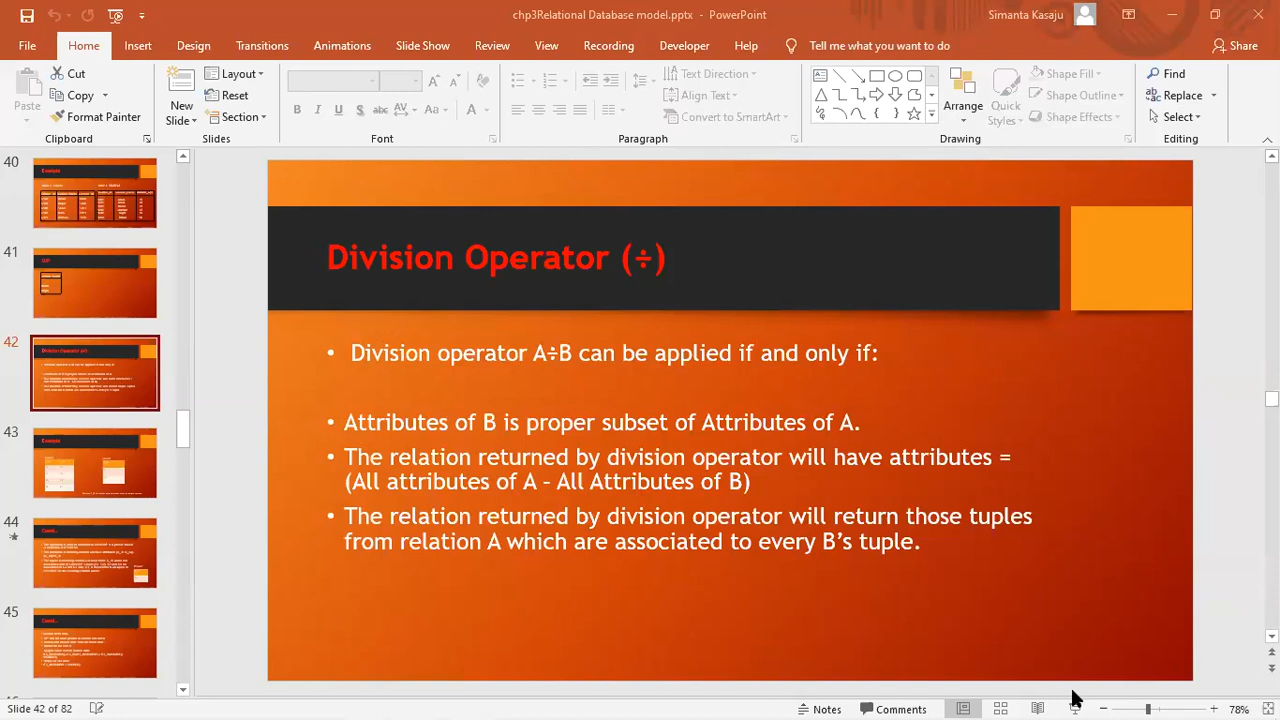 chp3Relational Database model.pptx - PowerPoint
Simanta Kasaju
File Home Insert Design Transitions Animations Slide Show Review View Recording Developer Help Tell me what you want to do Share
Paste
Cut
Copy
Format Painter
Clipboard
New Slide
Layout
Reset
Section
Slides
B I U S abc AV Aa A
Font
Text Direction
Align Text
Convert to SmartArt
Paragraph
Arrange
Quick Styles
Shape Fill
Shape Outline
Shape Effects
Drawing
Find
Replace
Select
Editing
40
41
42
43
44
45
Division Operator (÷)
• Division operator A÷B can be applied if and only if:
• Attributes of B is proper subset of Attributes of A.
• The relation returned by division operator will have attributes =
(All attributes of A – All Attributes of B)
• The relation returned by division operator will return those tuples
from relation A which are associated to every B’s tuple.
Slide 42 of 82
Notes
Comments
78%